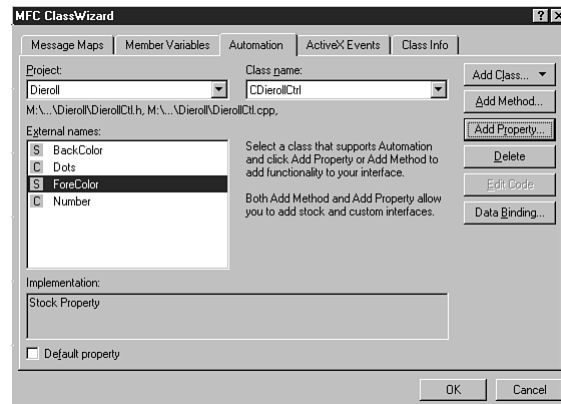 MFC ClassWizard
Message Maps Member Variables Automation ActiveX Events Class Info
Project: Class name:
Dieroll CDierollCtrl
Add Class...
M:\...\Dieroll\DierollCtl.h, M:\...\Dieroll\DierollCtl.cpp,
Add Method...
External names:
Add Property...
S BackColor
C Dots
S ForeColor
C Number
Select a class that supports Automation
and click Add Property or Add Method to
add functionality to your interface.
Both Add Method and Add Property allow
you to add stock and custom interfaces.
Delete
Edit Code
Data Binding...
Implementation:
Stock Property
Default property
OK Cancel